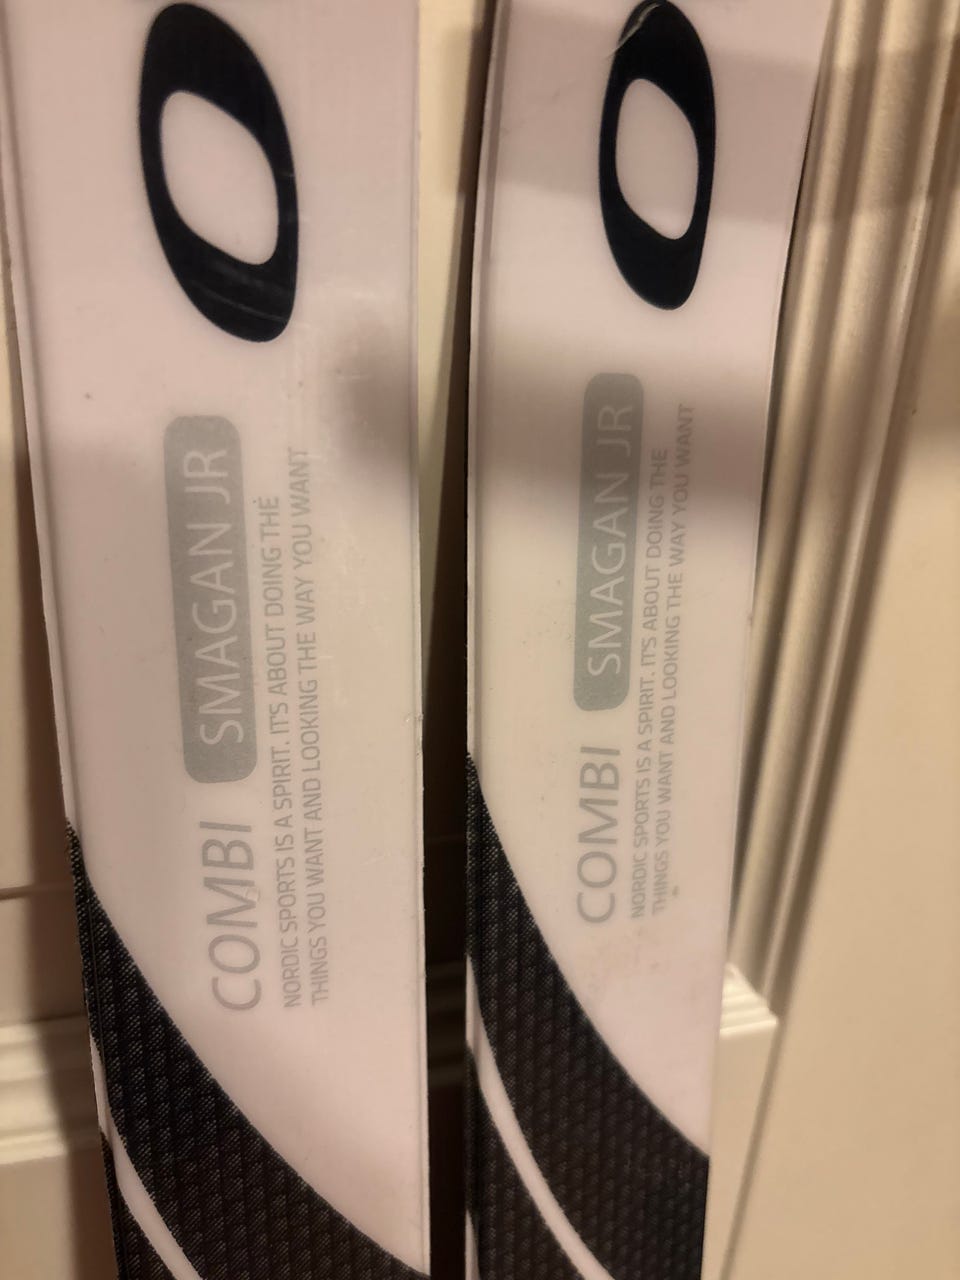 COMBI SMAGAN JR
NORDIC SPORTS IS A SPIRIT. IT'S ABOUT DOING THE
THINGS YOU WANT AND LOOKING THE WAY YOU WANT
COMBI SMAGAN JR
NORDIC SPORTS IS A SPIRIT. IT'S ABOUT DOING THE
THINGS YOU WANT AND LOOKING THE WAY YOU WANT